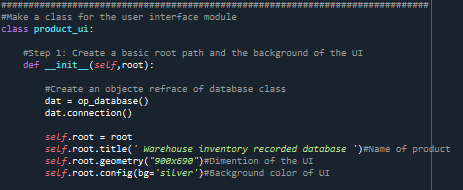 ################################################################################
#Make a class for the user interface module
class product_ui:
#Step 1: Create a basic root path and the background of the UI
def __init__(self,root):
#Create an objecte refrace of database class
dat = op_database()
dat.connection()
self.root = root
self.root.title(' Warehouse inventory recorded database ')#Name of product
self.root.geometry("900x690")#Dimention of the UI
self.root.config(bg='silver')#Background color of UI